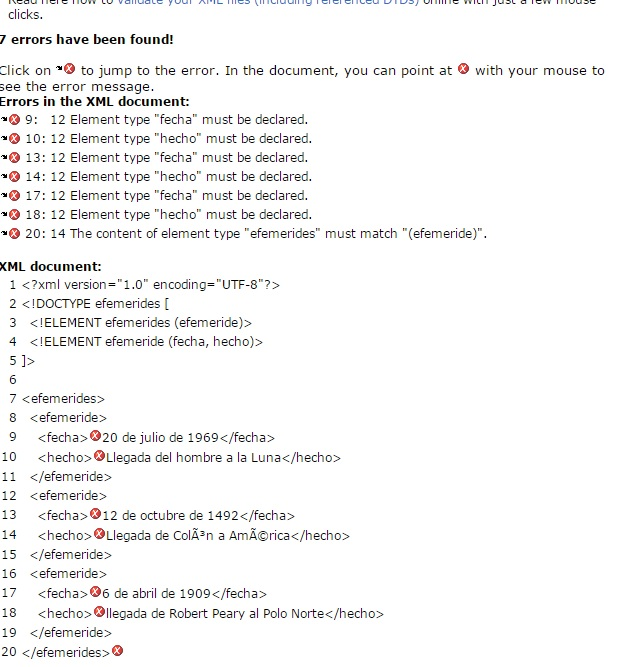 Read here how to validate your XML files (including referenced DTDs) online with just a few mouse
clicks.
7 errors have been found!
Click on to jump to the error. In the document, you can point at with your mouse to
see the error message.
Errors in the XML document:
9: 12 Element type "fecha" must be declared.
10: 12 Element type "hecho" must be declared.
13: 12 Element type "fecha" must be declared.
14: 12 Element type "hecho" must be declared.
17: 12 Element type "fecha" must be declared.
18: 12 Element type "hecho" must be declared.
20: 14 The content of element type "efemerides" must match "(efemeride)".
XML document:
1 <?xml version="1.0" encoding="UTF-8"?>
2 <!DOCTYPE efemerides [
3 <!ELEMENT efemerides (efemeride)>
4 <!ELEMENT efemeride (fecha, hecho)>
5 ]>
6
7 <efemerides>
8 <efemeride>
9 <fecha>20 de julio de 1969</fecha>
10 <hecho>Llegada del hombre a la Luna</hecho>
11 </efemeride>
12 <efemeride>
13 <fecha>12 de octubre de 1492</fecha>
14 <hecho>Llegada de ColÃ³n a AmÃ©rica</hecho>
15 </efemeride>
16 <efemeride>
17 <fecha>6 de abril de 1909</fecha>
18 <hecho>llegada de Robert Peary al Polo Norte</hecho>
19 </efemeride>
20 </efemerides>